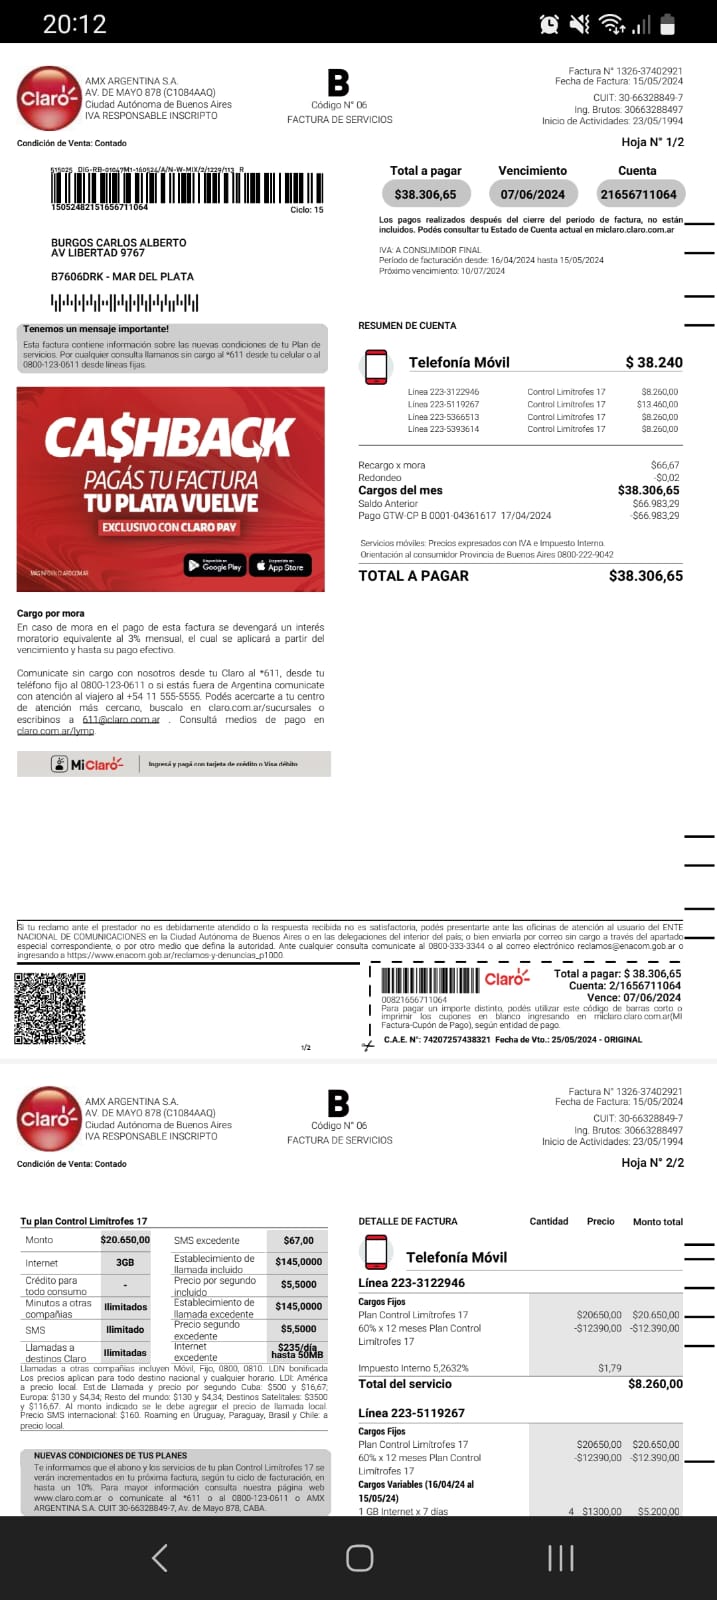 20:12
Claro-
AMX ARGENTINA S.A.
AV. DE MAYO 878 (C1084AAQ)
Ciudad Autónoma de Buenos Aires
IVA RESPONSABLE INSCRIPTO
Condición de Venta: Contado
B
Código N° 06
FACTURA DE SERVICIOS
Factura N° 1326-37402921
Fecha de Factura: 15/05/2024
CUIT: 30-66328849-7
Ing. Brutos: 30663288497
Inicio de Actividades: 23/05/1994
Hoja N° 1/2
15052482151656711064
Ciclo: 15
BURGOS CARLOS ALBERTO
AV LIBERTAD 9767
B7606DRK - MAR DEL PLATA
Total a pagar Vencimiento Cuenta
$38.306,65 07/06/2024 21656711064
Los pagos realizados después del cierre del periodo de factura, no están
incluidos. Podés consultar tu Estado de Cuenta actual en miclaro.claro.com.ar
IVA: A CONSUMIDOR FINAL
Período de facturación desde: 16/04/2024 hasta 15/05/2024
Próximo vencimiento: 10/07/2024
Tenemos un mensaje importante!
Esta factura contiene información sobre las nuevas condiciones de tu Plan de
servicios. Por cualquier consulta llamanos sin cargo al *611 desde tu celular o al
0800-123-0611 desde líneas fijas.
CA$HBACK
PAGÁS TU FACTURA
TU PLATA VUELVE
EXCLUSIVO CON CLARO PAY
Google Play
App Store
RESUMEN DE CUENTA
Telefonía Móvil $ 38.240
Línea 223-3122946 Control Limítrofes 17 $8.260,00
Línea 223-5119267 Control Limítrofes 17 $13.460,00
Línea 223-5366513 Control Limítrofes 17 $8.260,00
Línea 223-5393614 Control Limítrofes 17 $8.260,00
Recargo x mora $66,67
Redondeo -$0,02
Cargos del mes $38.306,65
Saldo Anterior $66.983,29
Pago GTW-CP B 0001-04361617 17/04/2024 -$66.983,29
Servicios móviles: Precios expresados con IVA e Impuesto Interno.
Orientación al consumidor Provincia de Buenos Aires 0800-222-9042
TOTAL A PAGAR $38.306,65
Cargo por mora
En caso de mora en el pago de esta factura se devengará un interés
moratorio equivalente al 3% mensual, el cual se aplicará a partir del
vencimiento y hasta su pago efectivo.
Comunicate sin cargo con nosotros desde tu Claro al *611, desde tu
teléfono fijo al 0800-123-0611 o si estás fuera de Argentina comunicate
con atención al viajero al +54 11 555-5555. Podés acercarte a tu centro
de atención más cercano, buscalo en claro.com.ar/sucursales o
escribinos a 611@claro.com.ar . Consultá medios de pago en
claro.com.ar/lymp.
MiClaro- Ingresá y pagá con tarjeta de crédito o Visa débito
Si tu reclamo ante el prestador no es debidamente atendido o la respuesta recibida no es satisfactoria, podés presentarte ante las oficinas de atención al usuario del ENTE
NACIONAL DE COMUNICACIONES en la Ciudad Autónoma de Buenos Aires o en las delegaciones del interior del país; o bien enviarla por correo sin cargo a través del apartado
especial correspondiente, o por otro medio que defina la autoridad. Ante cualquier consulta comunicate al 0800-333-3344 o al correo electrónico reclamos@enacom.gob.ar o
ingresando a https://www.enacom.gob.ar/reclamos-y-denuncias_p1000.
1/2
00821656711064
Claro-
Total a pagar: $ 38.306,65
Cuenta: 2/1656711064
Vence: 07/06/2024
Para pagar un importe distinto, podés utilizar este código de barras corto o
imprimir los cupones en blanco ingresando en miclaro.claro.com.ar(MI
Factura-Cupón de Pago), según entidad de pago.
C.A.E. N°: 74207257438321 Fecha de Vto.: 25/05/2024 - ORIGINAL
Claro-
AMX ARGENTINA S.A.
AV. DE MAYO 878 (C1084AAQ)
Ciudad Autónoma de Buenos Aires
IVA RESPONSABLE INSCRIPTO
Condición de Venta: Contado
B
Código N° 06
FACTURA DE SERVICIOS
Factura N° 1326-37402921
Fecha de Factura: 15/05/2024
CUIT: 30-66328849-7
Ing. Brutos: 30663288497
Inicio de Actividades: 23/05/1994
Hoja N° 2/2
Tu plan Control Limítrofes 17
Monto $20.650,00 SMS excedente $67,00
Internet 3GB Establecimiento de llamada incluido $145,0000
Crédito para todo consumo - Precio por segundo incluido $5,5000
Minutos a otras compañías Ilimitados Establecimiento de llamada excedente $145,0000
SMS Ilimitado Precio segundo excedente $5,5000
Llamadas a destinos Claro Ilimitadas Internet excedente $235/día hasta 50MB
Llamadas a otras compañías incluyen Móvil, Fijo, 0800, 0810. LDN bonificada
Los precios aplican para todo destino nacional y cualquier horario. LDI: América
a precio local. Est.de Llamada y precio por segundo Cuba: $500 y $16,67;
Europa: $130 y $4,34; Resto del mundo: $130 y $4,34; Destinos Satelitales: $3500
y $116,67. Al monto indicado se le debe agregar el precio de llamada local.
Precio SMS internacional: $160. Roaming en Uruguay, Paraguay, Brasil y Chile: a
precio local.
NUEVAS CONDICIONES DE TUS PLANES
Te informamos que el abono y los servicios de tu plan Control Limítrofes 17 se
verán incrementados en tu próxima factura, según tu ciclo de facturación, en
hasta un 10%. Para mayor información consulta nuestra página web
www.claro.com.ar o comunicate al *611 o al 0800-123-0611 o AMX
ARGENTINA S.A. CUIT 30-66328849-7, Av. de Mayo 878, CABA.
DETALLE DE FACTURA Cantidad Precio Monto total
Telefonía Móvil
Línea 223-3122946
Cargos Fijos
Plan Control Limítrofes 17 $20650,00 $20.650,00
60% x 12 meses Plan Control -$12390,00 -$12.390,00
Limítrofes 17
Impuesto Interno 5,2632% $1,79
Total del servicio $8.260,00
Línea 223-5119267
Cargos Fijos
Plan Control Limítrofes 17 $20650,00 $20.650,00
60% x 12 meses Plan Control -$12390,00 -$12.390,00
Limítrofes 17
Cargos Variables (16/04/24 al
15/05/24)
1 GB Internet x 7 días 4 $1300,00 $5.200,00